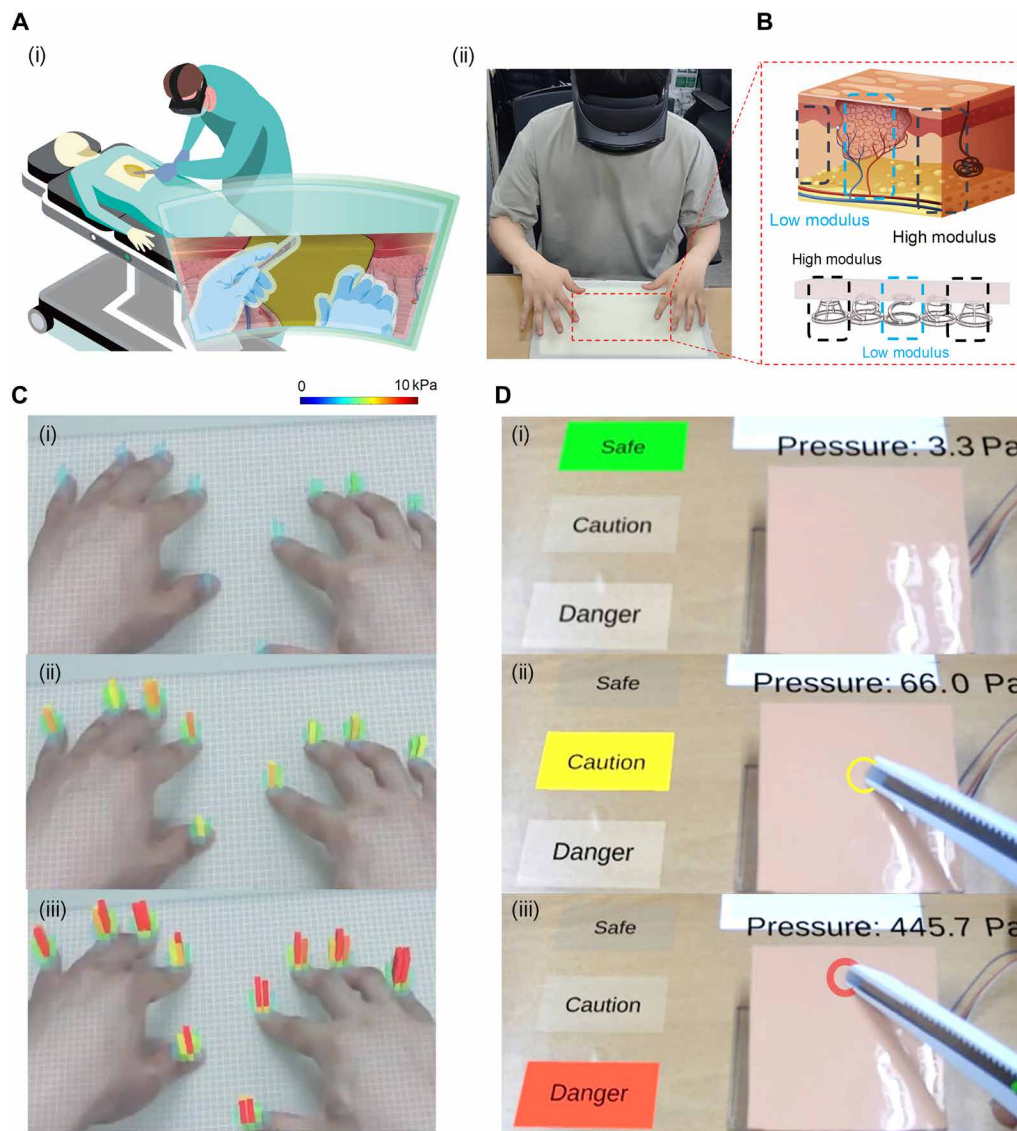 A
(i)
(ii)
B
Low modulus
High modulus
High modulus
Low modulus
C
0
10 kPa
(i)
(ii)
(iii)
D
(i)
Safe
Pressure: 3.3 Pa
Caution
Danger
(ii)
Safe
Pressure: 66.0 Pa
Caution
Danger
(iii)
Safe
Pressure: 445.7 Pa
Caution
Danger